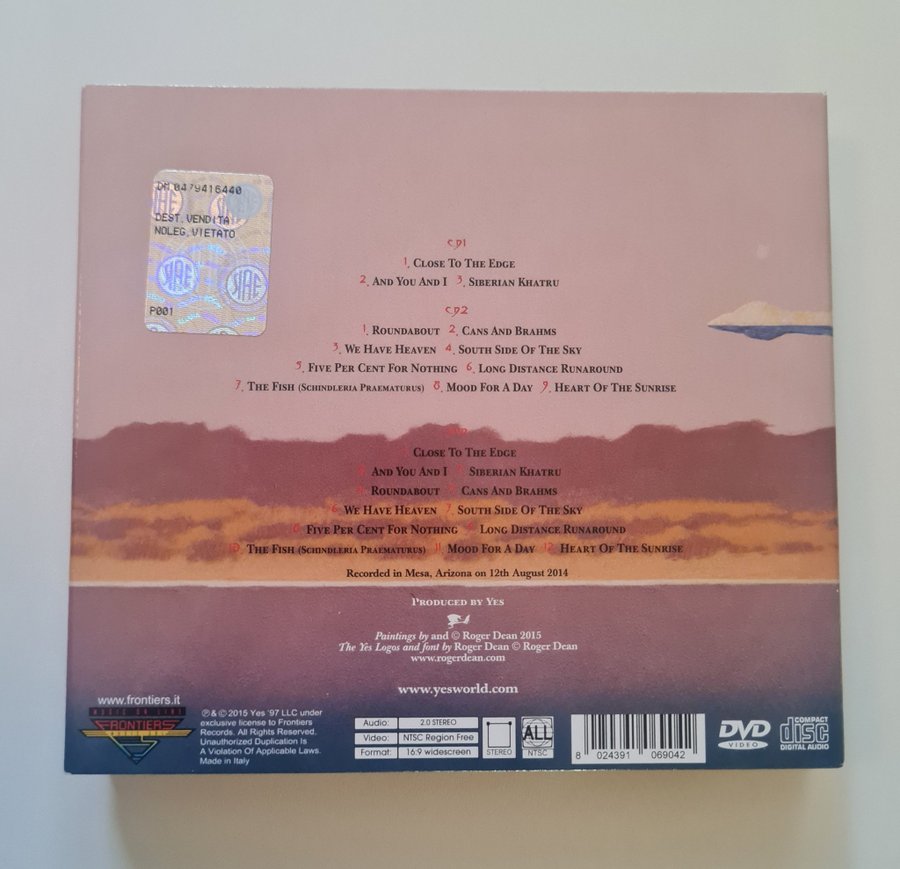 DM 0479416440
DEST.VENDITA
NOLEG.VIETATO
SIAE
P001
CD1
1. Close To The Edge
2. And You And I 3. Siberian Khatru
CD2
1. Roundabout 2. Cans And Brahms
3. We Have Heaven 4. South Side Of The Sky
5. Five Per Cent For Nothing 6. Long Distance Runaround
7. The Fish (Schindleria Praematurus) 8. Mood For A Day 9. Heart Of The Sunrise
Close To The Edge
And You And I Siberian Khatru
Roundabout Cans And Brahms
6. We Have Heaven 7. South Side Of The Sky
Five Per Cent For Nothing Long Distance Runaround
10. The Fish (Schindleria Praematurus) 11. Mood For A Day 12. Heart Of The Sunrise
Recorded in Mesa, Arizona on 12th August 2014
Produced by Yes
Paintings by and © Roger Dean 2015
The Yes Logos and font by Roger Dean © Roger Dean
www.rogerdean.com
www.yesworld.com
www.frontiers.it
FRONTIERS
℗ & © 2015 Yes '97 LLC under
exclusive license to Frontiers
Records. All Rights Reserved.
Unauthorized Duplication Is
A Violation Of Applicable Laws.
Made in Italy
Audio: 2.0 STEREO
Video: NTSC Region Free
Format: 16:9 widescreen
STEREO
ALL
NTSC
8 024391 069042
DVD
VIDEO
COMPACT
disc
DIGITAL AUDIO